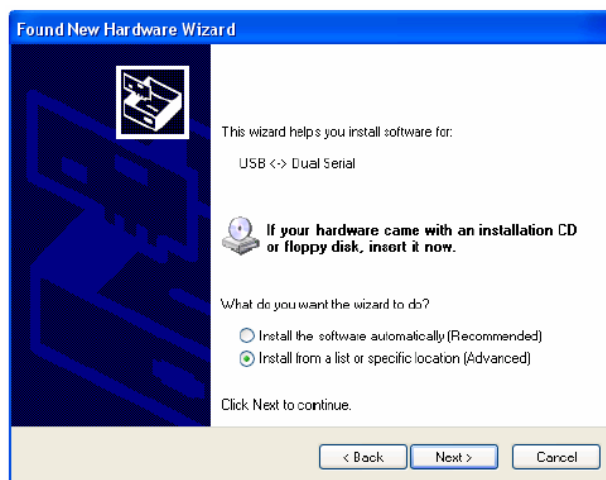 Found New Hardware Wizard
This wizard helps you install software for:
USB <-> Dual Serial
If your hardware came with an installation CD
or floppy disk, insert it now.
What do you want the wizard to do?
Install the software automatically (Recommended)
Install from a list or specific location (Advanced)
Click Next to continue.
< Back Next > Cancel